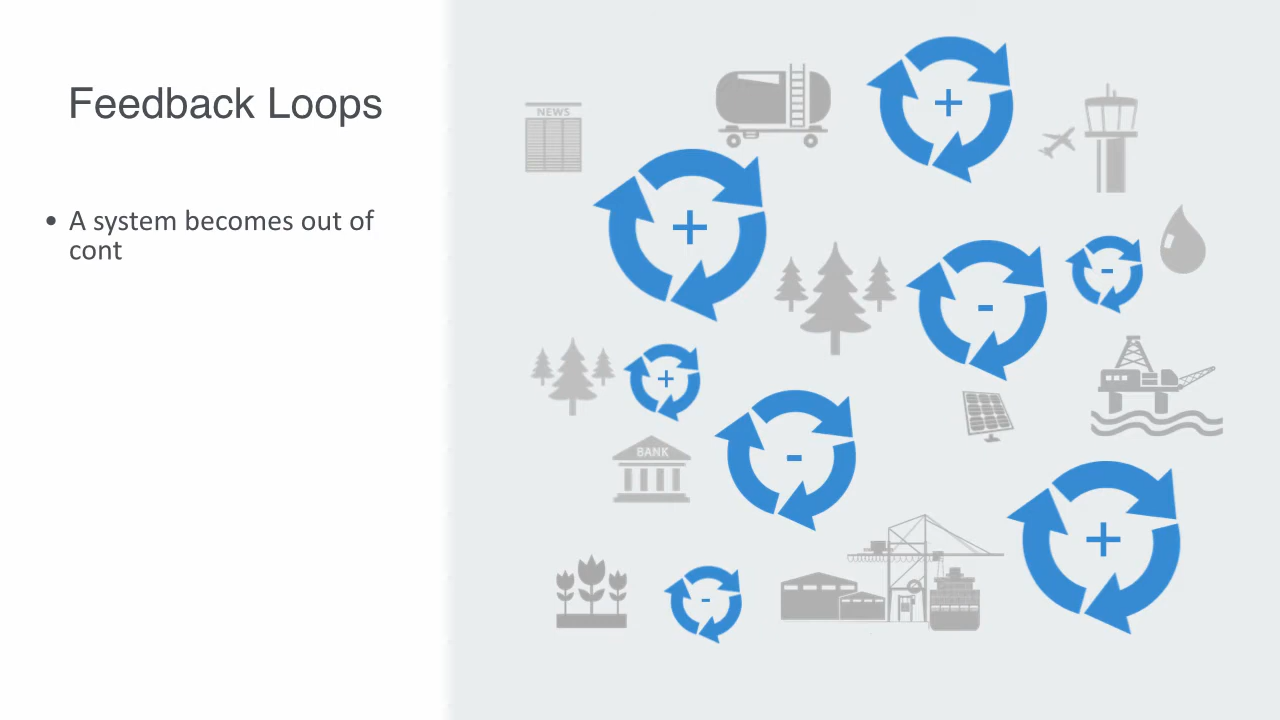 Feedback Loops
• A system becomes out of
cont
NEWS
+
+
-
-
+
-
BANK
+
-